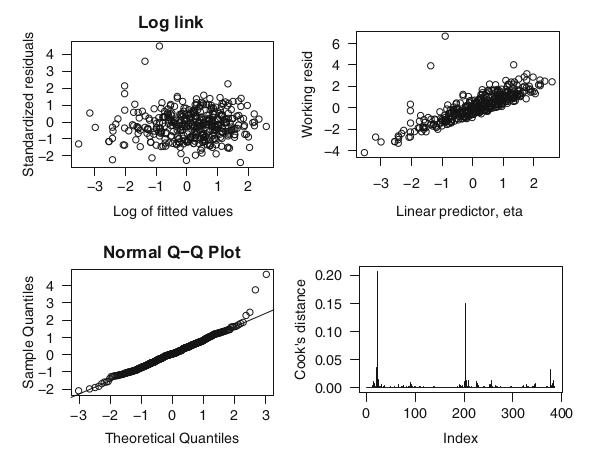 Log link
Standardized residuals
4
3
2
1
0
−1
−2
−3 −2 −1 0 1 2
Log of fitted values
Working resid
6
4
2
0
−2
−4
−3 −2 −1 0 1 2
Linear predictor, eta
Normal Q−Q Plot
Sample Quantiles
4
3
2
1
0
−1
−2
−3 −2 −1 0 1 2 3
Theoretical Quantiles
Cook's distance
0.20
0.15
0.10
0.05
0.00
0 100 200 300 400
Index